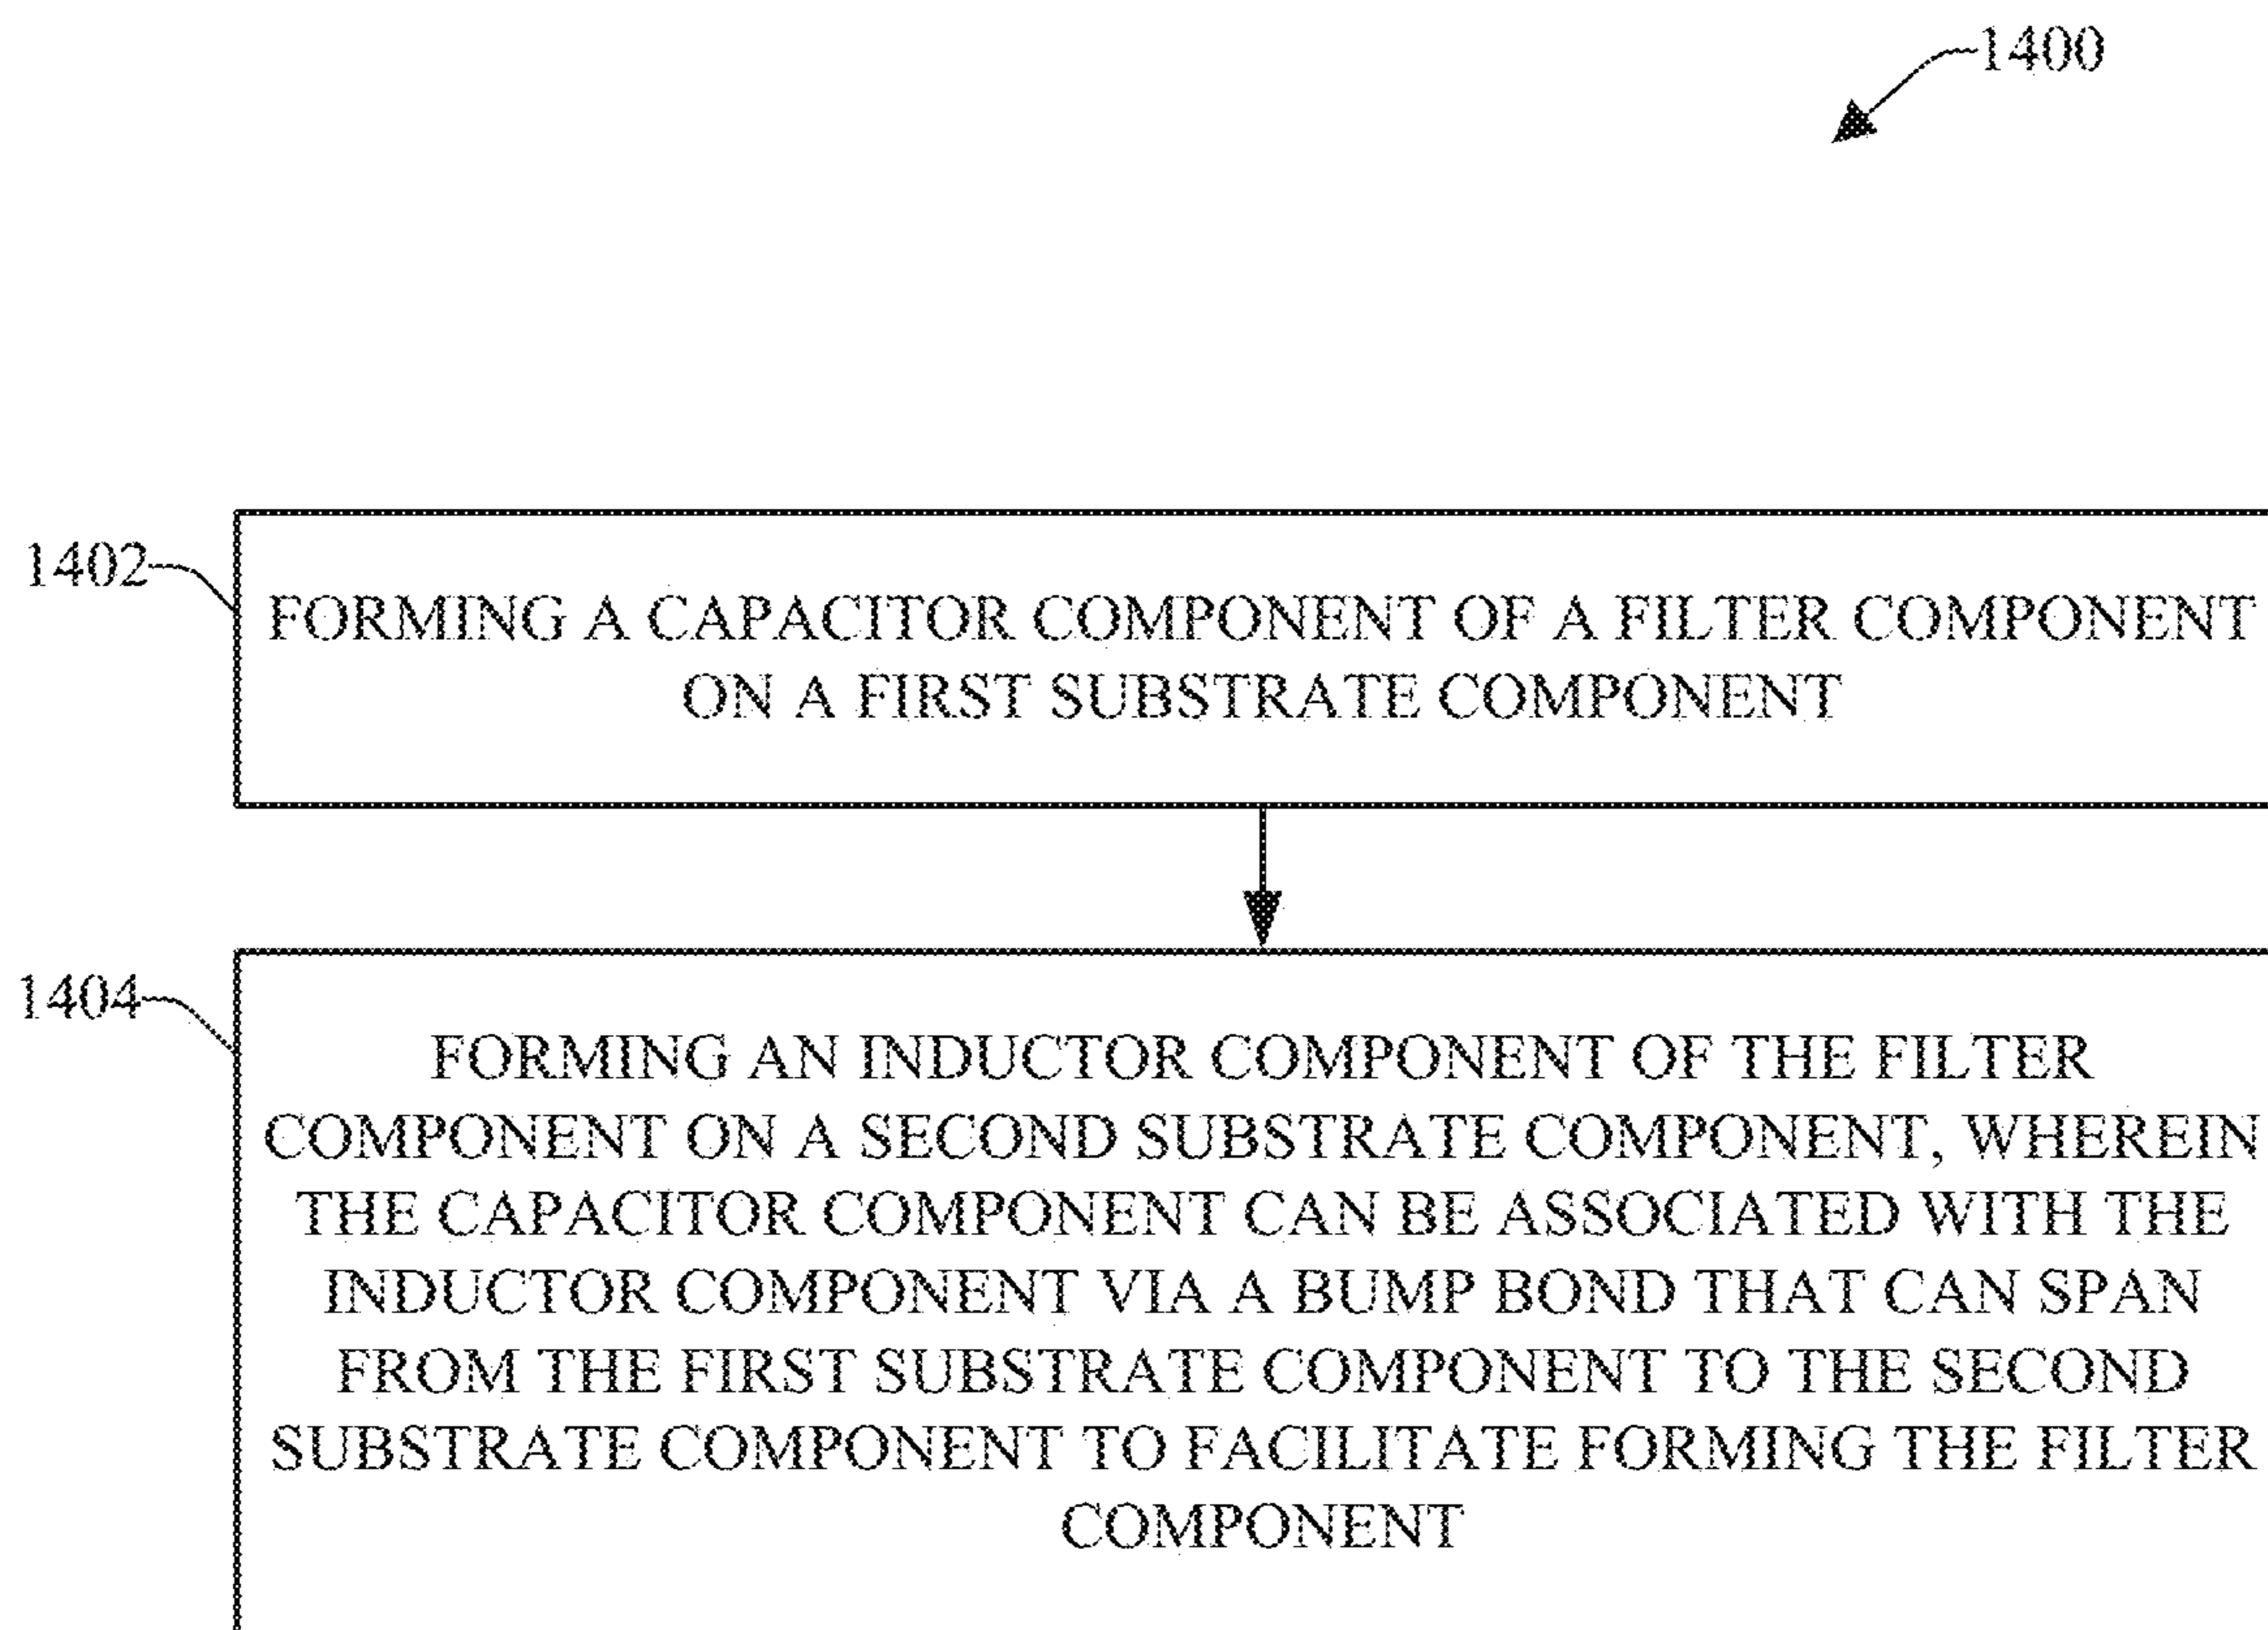 1400
1402
FORMING A CAPACITOR COMPONENT OF A FILTER COMPONENT
ON A FIRST SUBSTRATE COMPONENT
1404
FORMING AN INDUCTOR COMPONENT OF THE FILTER
COMPONENT ON A SECOND SUBSTRATE COMPONENT, WHEREIN
THE CAPACITOR COMPONENT CAN BE ASSOCIATED WITH THE
INDUCTOR COMPONENT VIA A BUMP BOND THAT CAN SPAN
FROM THE FIRST SUBSTRATE COMPONENT TO THE SECOND
SUBSTRATE COMPONENT TO FACILITATE FORMING THE FILTER
COMPONENT